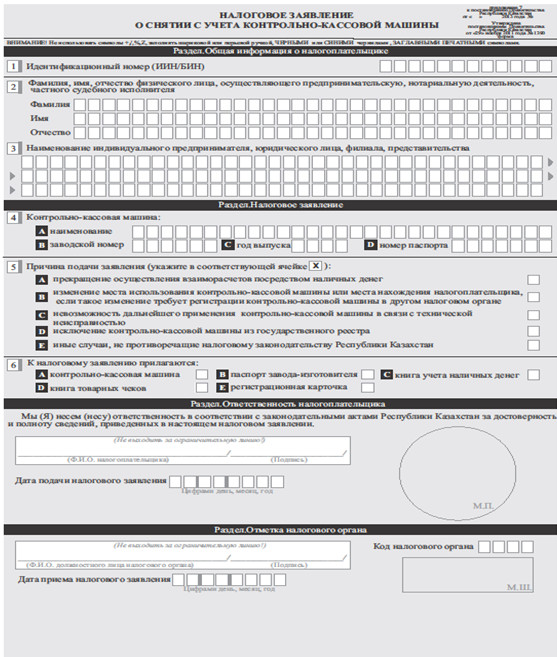 НАЛОГОВОЕ ЗАЯВЛЕНИЕ
О СНЯТИИ С УЧЕТА КОНТРОЛЬНО-КАССОВОЙ МАШИНЫ
ВНИМАНИЕ! Не использовать символы +,/,%,Z, заполнять шариковой или перьевой ручкой, ЧЕРНЫМИ или СИНИМИ чернилами, ЗАГЛАВНЫМИ ПЕЧАТНЫМИ символами.
Раздел.Общая информация о налогоплательщике
1 Идентификационный номер (ИИН/БИН)
2 Фамилия, имя, отчество физического лица, осуществляющего предпринимательскую, нотариальную деятельность,
частного судебного исполнителя
Фамилия
Имя
Отчество
3 Наименование индивидуального предпринимателя, юридического лица, филиала, представительства
Раздел.Налоговое заявление
4 Контрольно-кассовая машина:
A наименование
B заводской номер C год выпуска D номер паспорта
5 Причина подачи заявления (укажите в соответствующей ячейке X ):
A прекращение осуществления взаиморасчетов посредством наличных денег
B изменение места использования контрольно-кассовой машины или места нахождения налогоплательщика,
если такое изменение требует регистрации контрольно-кассовой машины в другом налоговом органе
C невозможность дальнейшего применения контрольно-кассовой машины в связи с технической
неисправностью
D исключение контрольно-кассовой машины из государственного реестра
E иные случаи, не противоречащие налоговому законодательству Республики Казахстан
6 К налоговому заявлению прилагаются:
A контрольно-кассовая машина B паспорт завода-изготовителя C книга учета наличных денег
D книга товарных чеков E регистрационная карточка
Раздел.Ответственность налогоплательщика
Мы (Я) несем (несу) ответственность в соответствии с законодательными актами Республики Казахстан за достоверность
и полноту сведений, приведенных в настоящем налоговом заявлении.
(Не выходить за ограничительную линию!)
(Ф.И.О. налогоплательщика) (Подпись)
Дата подачи налогового заявления
Цифрами день, месяц, год
М.П.
Раздел.Отметка налогового органа
(Не выходить за ограничительную линию!)
(Ф.И.О. должностного лица налогового органа) (Подпись)
Код налогового органа
Дата приема налогового заявления
Цифрами день, месяц, год
М.Ш.